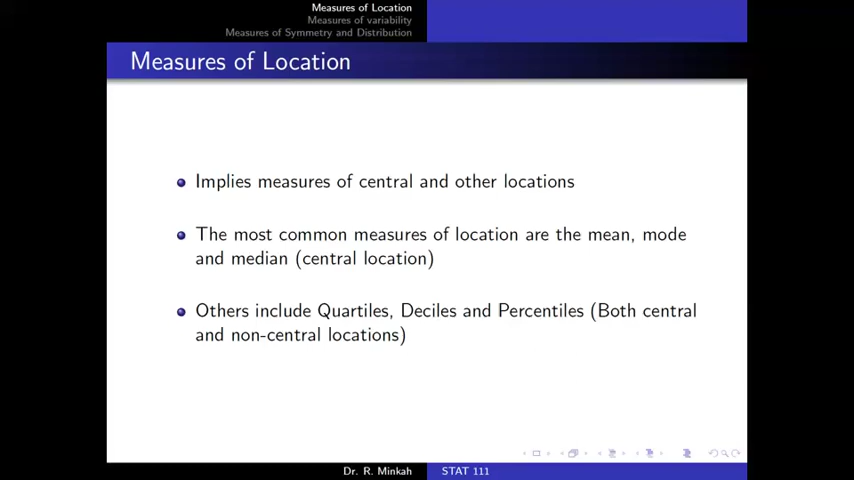 Measures of Location
Measures of variability
Measures of Symmetry and Distribution
Measures of Location
Implies measures of central and other locations
The most common measures of location are the mean, mode
and median (central location)
Others include Quartiles, Deciles and Percentiles (Both central
and non-central locations)
Dr. R. Minkah
STAT 111